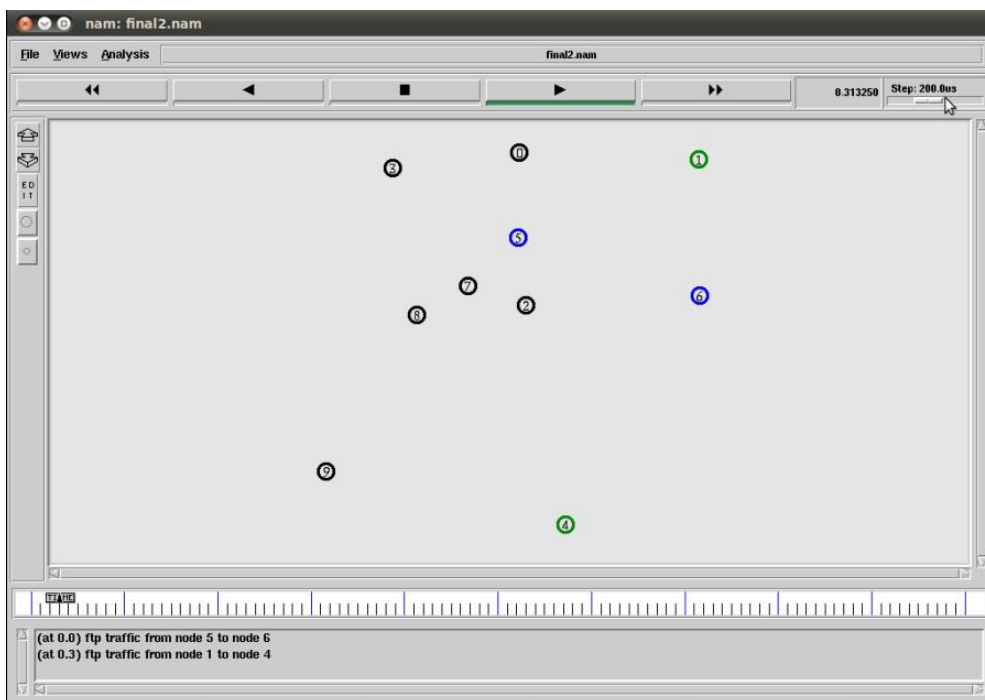 nam: final2.nam
File Views Analysis final2.nam
0.313250 Step: 200.0us
ED
IT
3
0
1
5
7
2
6
8
9
4
TIME
(at 0.0) ftp traffic from node 5 to node 6
(at 0.3) ftp traffic from node 1 to node 4